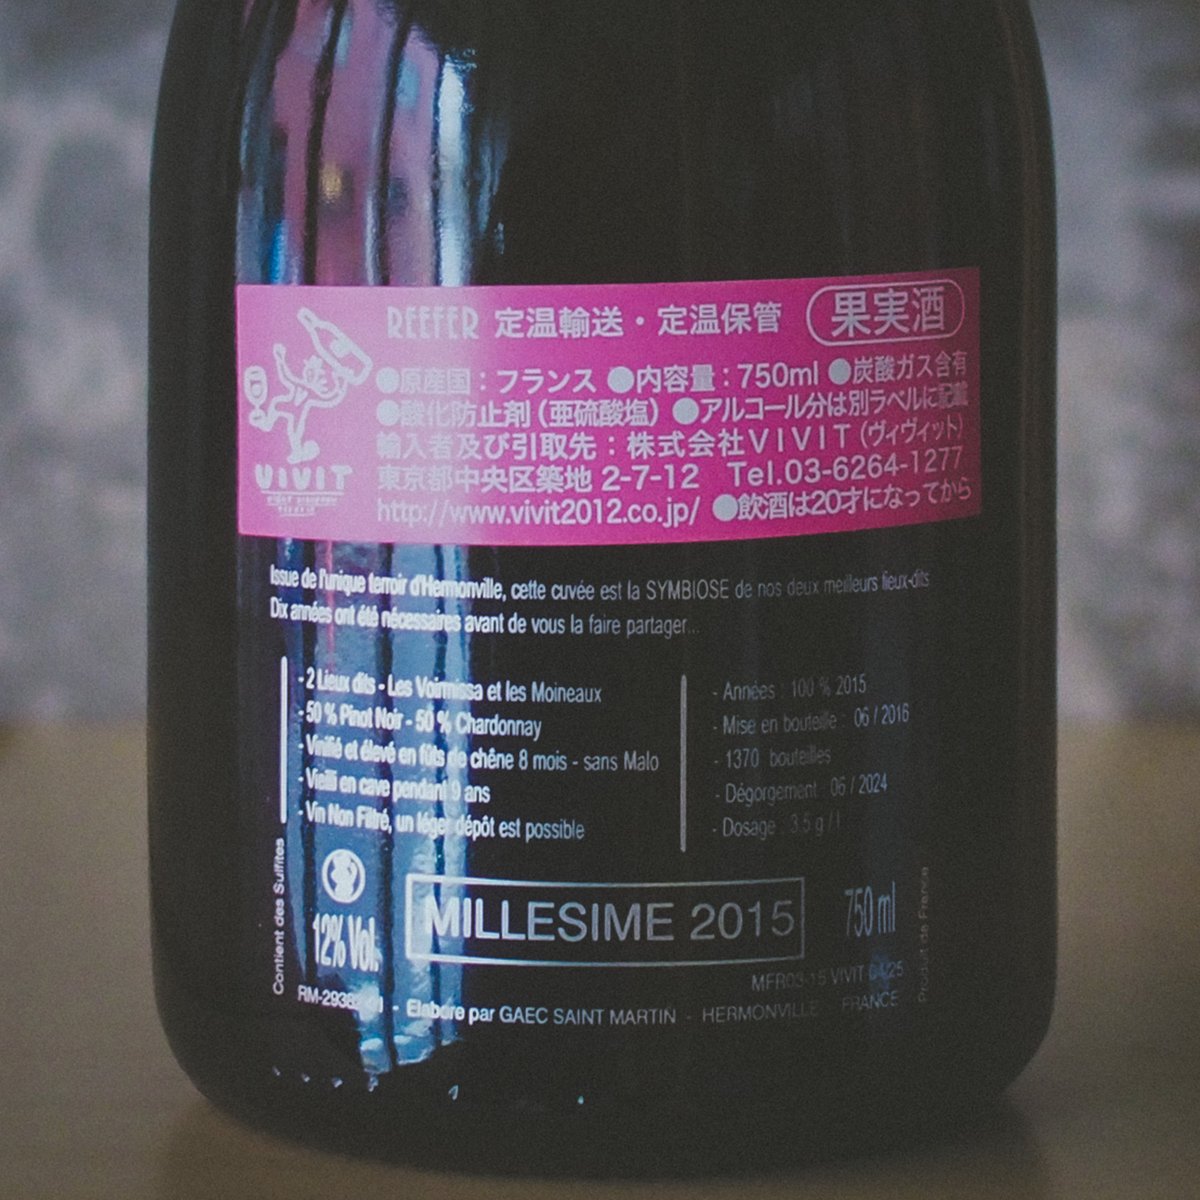 REEFER 定温輸送・定温保管 果実酒
●原産国：フランス ●内容量：750ml ●炭酸ガス含有
●酸化防止剤（亜硫酸塩） ●アルコール分は別ラベルに記載
輸入者及び引取先：株式会社VIVIT（ヴィヴィット）
東京都中央区築地 2-7-12 Tel.03-6264-1277
http://www.vivit2012.co.jp/ ●飲酒は20才になってから
VIVIT
Issue de l'unique terroir d'Hermonville, cette cuvée est la SYMBIOSE de nos deux meilleurs lieux-dits
Dix années ont été nécessaires avant de vous la faire partager...
- 2 Lieux dits - Les Voirmissa et les Moineaux
- 50 % Pinot Noir - 50 % Chardonnay
- Vinifié et élevé en fûts de chêne 8 mois - sans Malo
- Vieilli en cave pendant 9 ans
- Vin Non Filtré, un léger dépôt est possible
- Années : 100 % 2015
- Mise en bouteille : 06 / 2016
- 1370 bouteilles
- Dégorgement : 06 / 2024
- Dosage : 3.5 g / l
Contient des Sulfites
12% Vol.
MILLESIME 2015
750 ml
Produit de France
MFR03-15 VIVIT 04/25
- Elabore par GAEC SAINT MARTIN - HERMONVILLE - FRANCE